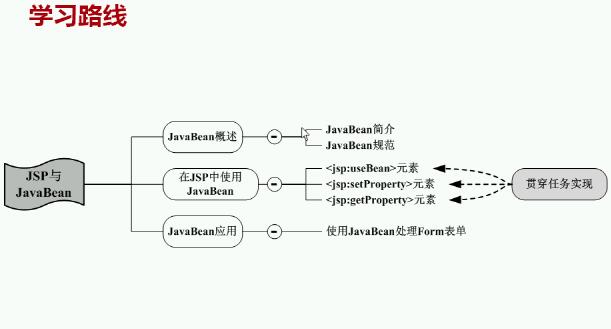 学习路线
JSP与
JavaBean
JavaBean概述
JavaBean简介
JavaBean规范
在JSP中使用
JavaBean
<jsp:useBean>元素
<jsp:setProperty>元素
<jsp:getProperty>元素
贯穿任务实现
JavaBean应用
使用JavaBean处理Form表单